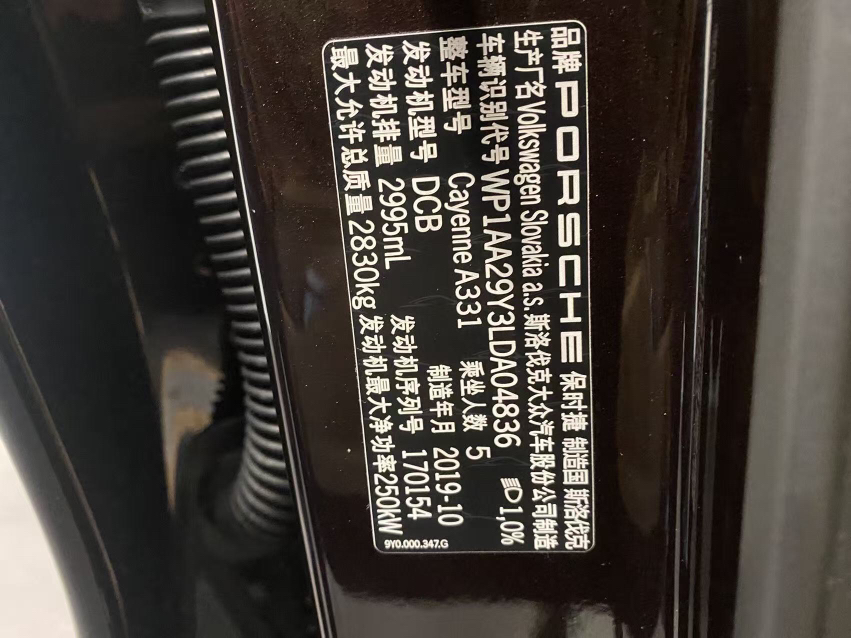 品牌 PORSCHE 保时捷 制造国 斯洛伐克
生产厂名 Volkswagen Slovakia a.s. 斯洛伐克大众汽车股份公司制造
车辆识别代号 WP1AA29Y3LDA04836 1,0%
整车型号 Cayenne A331 乘坐人数 5
发动机型号 DCB 制造年月 2019-10
发动机排量 2995mL 发动机序列号 170154
最大允许总质量 2830kg 发动机最大净功率 250kW
9Y0.000.347.G